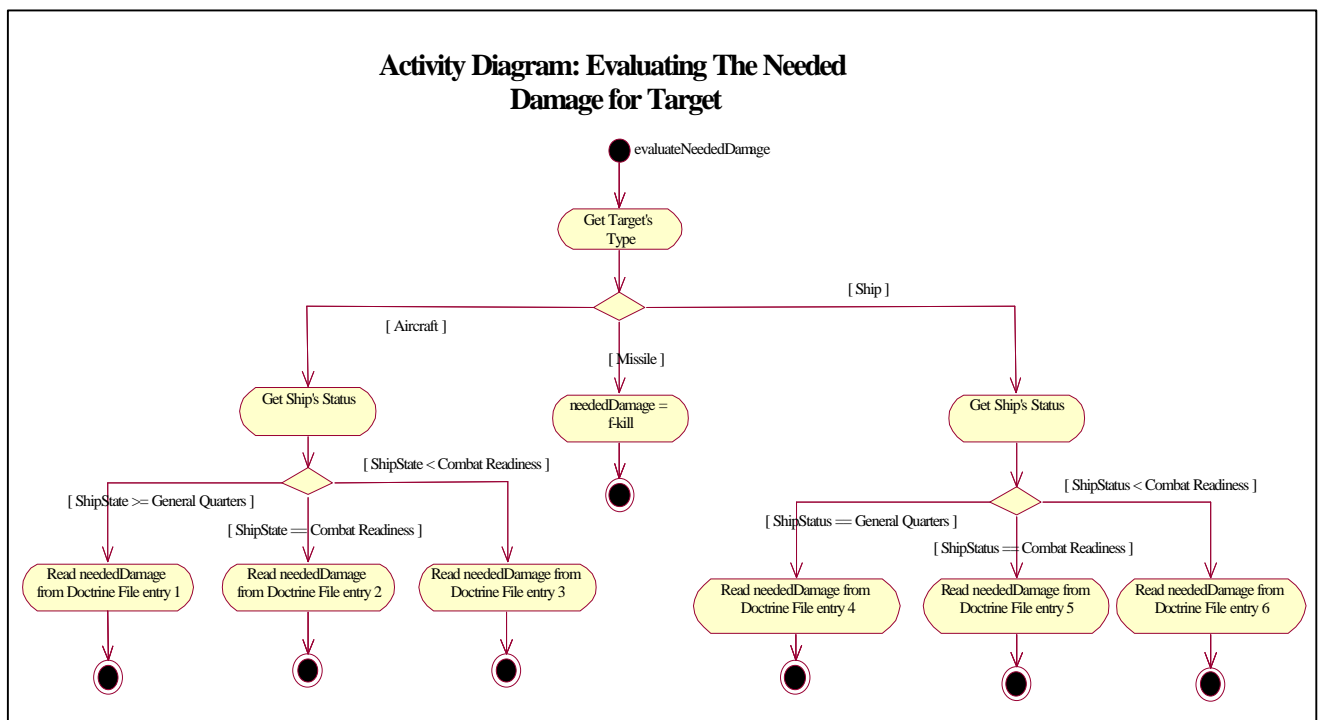 Activity Diagram: Evaluating The Needed
Damage for Target
evaluateNeededDamage
Get Target's
Type
[ Ship ]
[ Aircraft ]
[ Missile ]
Get Ship's Status
neededDamage =
f-kill
Get Ship's Status
[ ShipState < Combat Readiness ]
[ ShipState >= General Quarters ]
[ ShipState == Combat Readiness ]
[ ShipStatus < Combat Readiness ]
[ ShipStatus == General Quarters ]
[ ShipStatus == Combat Readiness ]
Read neededDamage
from Doctrine File entry 1
Read neededDamage
from Doctrine File entry 2
Read neededDamage from
Doctrine File entry 3
Read neededDamage from
Doctrine File entry 4
Read neededDamage from
Doctrine File entry 5
Read neededDamage from
Doctrine File entry 6